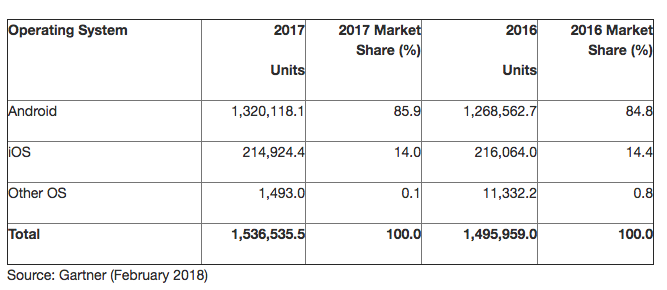 Operating System 2017 2017 Market 2016 2016 Market
Share (%) Share (%)
Units Units
Android 1,320,118.1 85.9 1,268,562.7 84.8
iOS 214,924.4 14.0 216,064.0 14.4
Other OS 1,493.0 0.1 11,332.2 0.8
Total 1,536,535.5 100.0 1,495,959.0 100.0
Source: Gartner (February 2018)